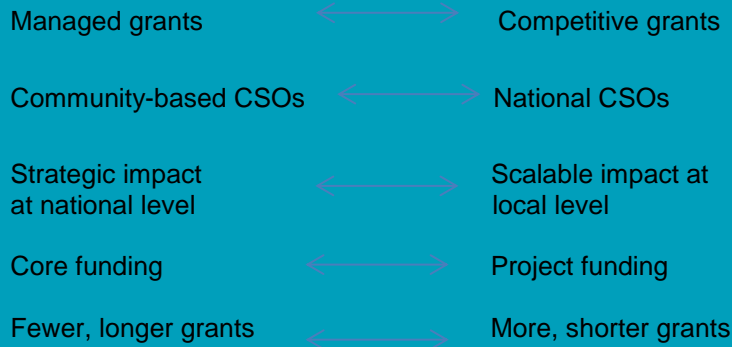 Managed grants Competitive grants
Community-based CSOs National CSOs
Strategic impact Scalable impact at
at national level local level
Core funding Project funding
Fewer, longer grants More, shorter grants